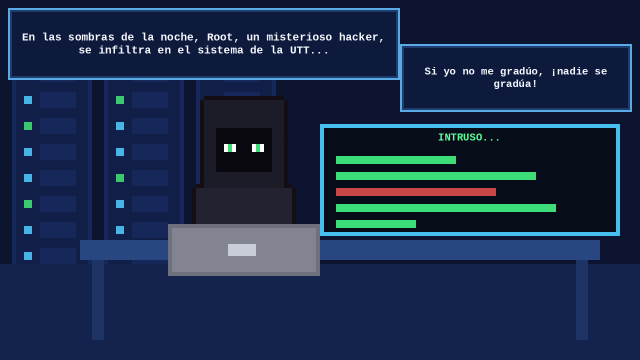 En las sombras de la noche, Root, un misterioso hacker,
se infiltra en el sistema de la UTT...
Si yo no me gradúo, ¡nadie se
gradúa!
INTRUSO...